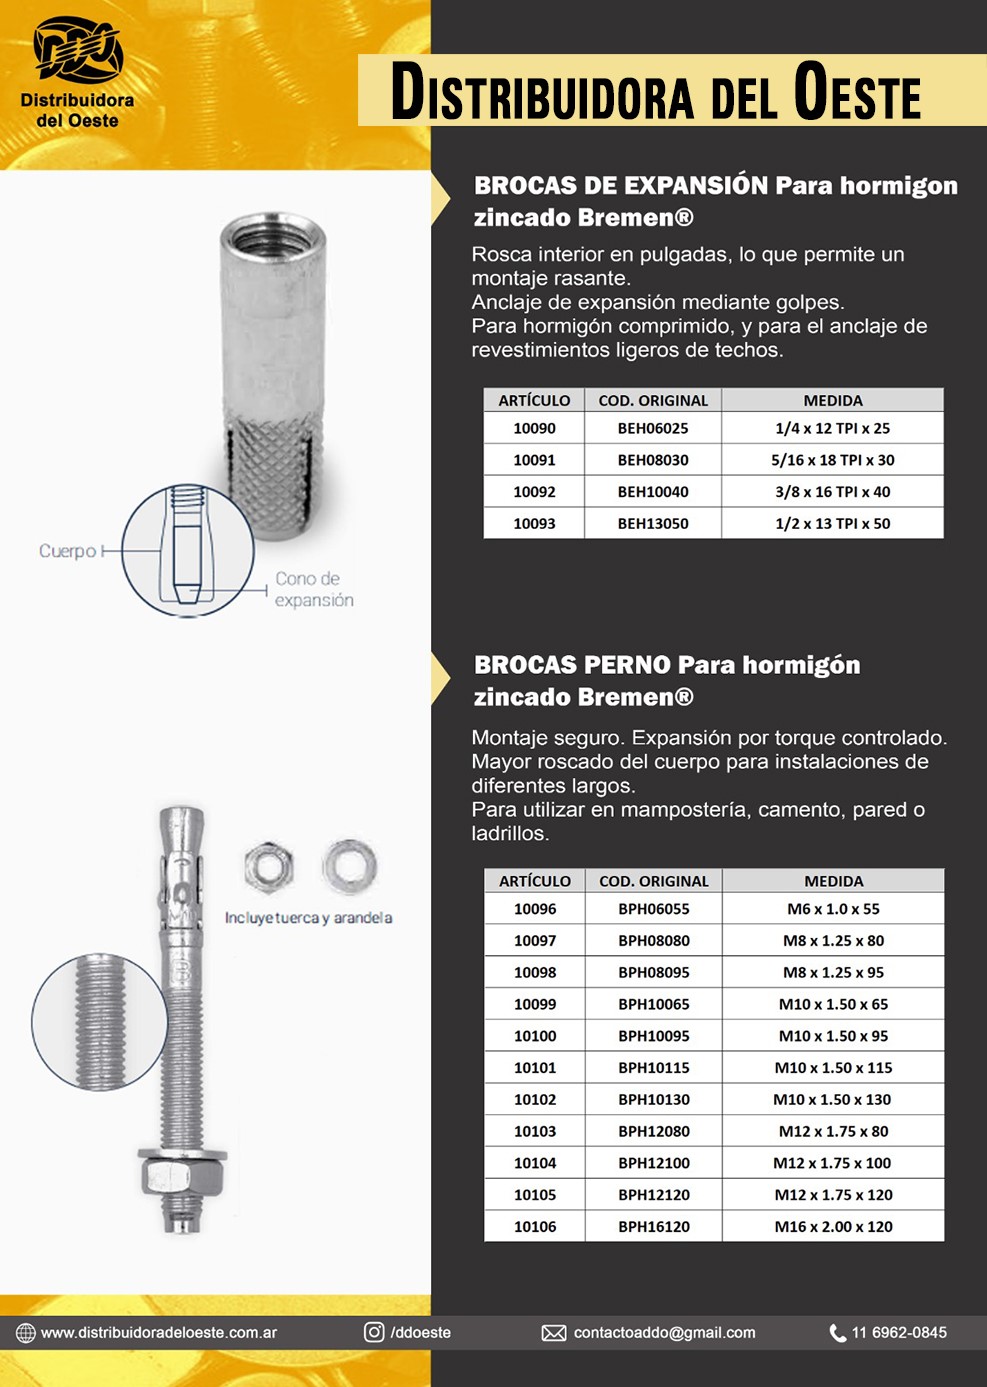 Distribuidora
del Oeste
DISTRIBUIDORA DEL OESTE
BROCAS DE EXPANSIÓN Para hormigon
zincado Bremen®
Rosca interior en pulgadas, lo que permite un
montaje rasante.
Anclaje de expansión mediante golpes.
Para hormigón comprimido, y para el anclaje de
revestimientos ligeros de techos.
ARTÍCULO COD. ORIGINAL MEDIDA
10090 BEH06025 1/4 x 12 TPI x 25
10091 BEH08030 5/16 x 18 TPI x 30
10092 BEH10040 3/8 x 16 TPI x 40
10093 BEH13050 1/2 x 13 TPI x 50
Cuerpo
Cono de
expansión
BROCAS PERNO Para hormigón
zincado Bremen®
Montaje seguro. Expansión por torque controlado.
Mayor roscado del cuerpo para instalaciones de
diferentes largos.
Para utilizar en mampostería, camento, pared o
ladrillos.
Incluye tuerca y arandela
ARTÍCULO COD. ORIGINAL MEDIDA
10096 BPH06055 M6 x 1.0 x 55
10097 BPH08080 M8 x 1.25 x 80
10098 BPH08095 M8 x 1.25 x 95
10099 BPH10065 M10 x 1.50 x 65
10100 BPH10095 M10 x 1.50 x 95
10101 BPH10115 M10 x 1.50 x 115
10102 BPH10130 M10 x 1.50 x 130
10103 BPH12080 M12 x 1.75 x 80
10104 BPH12100 M12 x 1.75 x 100
10105 BPH12120 M12 x 1.75 x 120
10106 BPH16120 M16 x 2.00 x 120
www.distribuidoradeloeste.com.ar /ddoeste contactoaddo@gmail.com 11 6962-0845